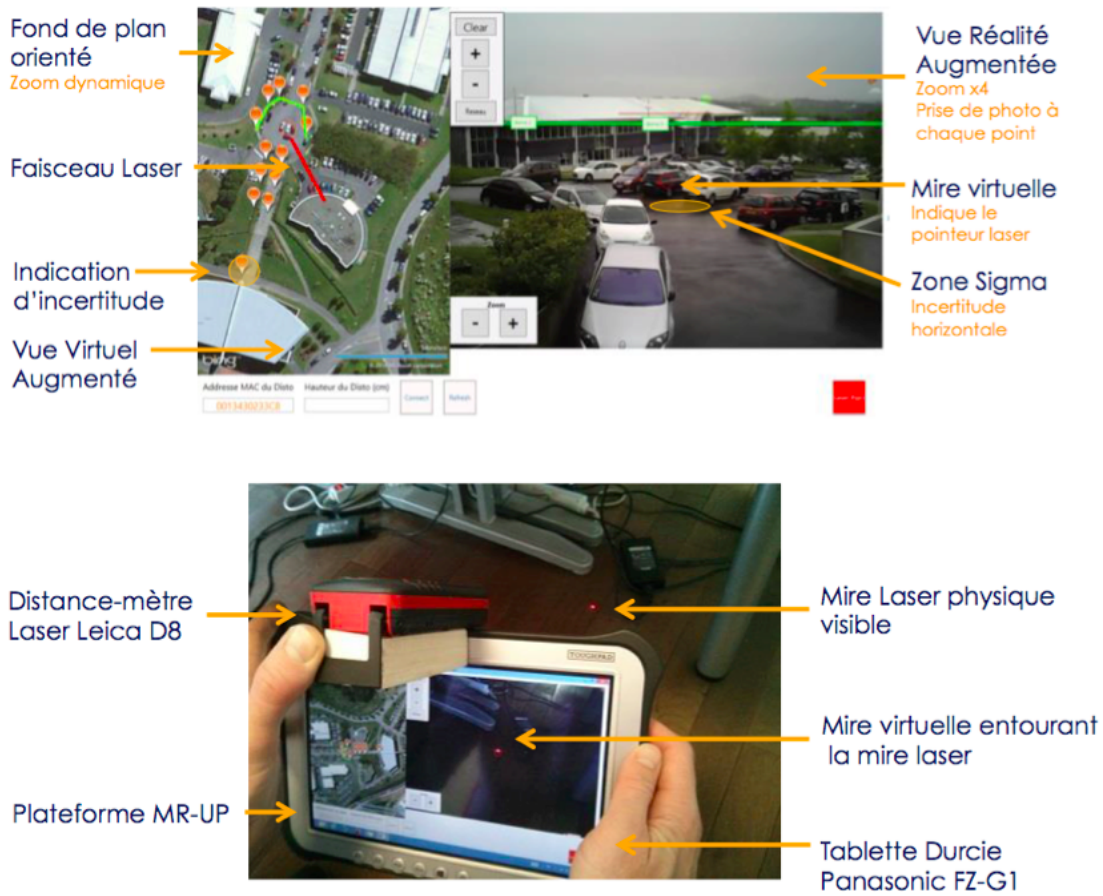 Fond de plan
orienté
Zoom dynamique
Faisceau Laser
Indication
d'incertitude
Vue Virtuel
Augmenté
Clear
+
-
Zoom
- +
bing
Addresse MAC du Disto Hauteur du Disto (cm)
0013430233CB
Connect Refresh
Vue Réalité
Augmentée
Zoom x4
Prise de photo à
chaque point
Mire virtuelle
Indique le
pointeur laser
Zone Sigma
Incertitude
horizontale
Distance-mètre
Laser Leica D8
Plateforme MR-UP
TOUGHPAD
Mire Laser physique
visible
Mire virtuelle entourant
la mire laser
Tablette Durcie
Panasonic FZ-G1